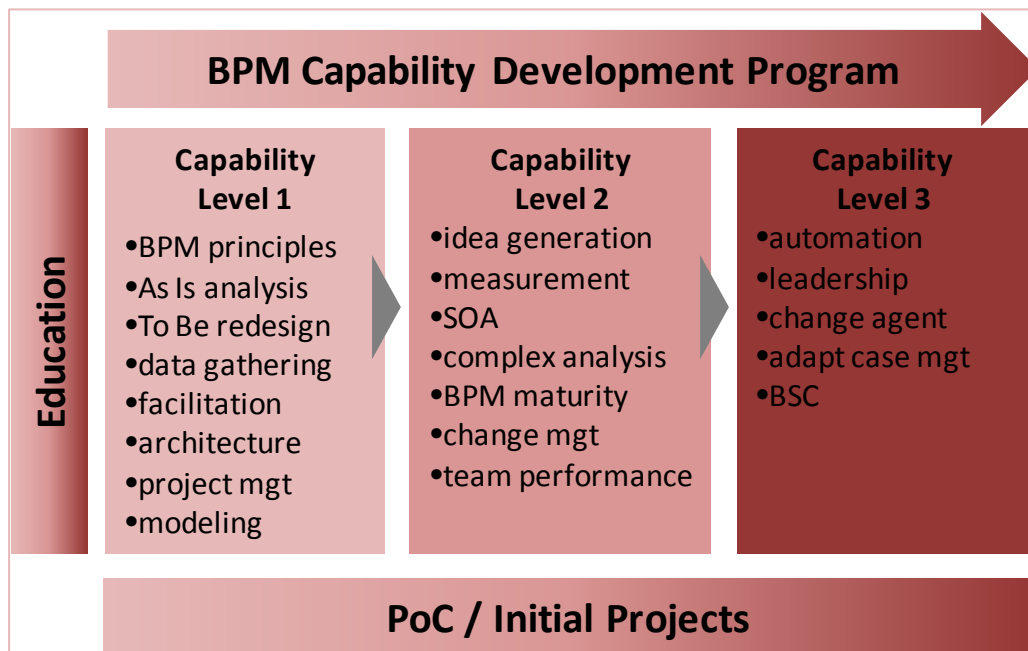 BPM Capability Development Program
Education
Capability
Level 1
•BPM principles
•As Is analysis
•To Be redesign
•data gathering
•facilitation
•architecture
•project mgt
•modeling
Capability
Level 2
•idea generation
•measurement
•SOA
•complex analysis
•BPM maturity
•change mgt
•team performance
Capability
Level 3
•automation
•leadership
•change agent
•adapt case mgt
•BSC
PoC / Initial Projects